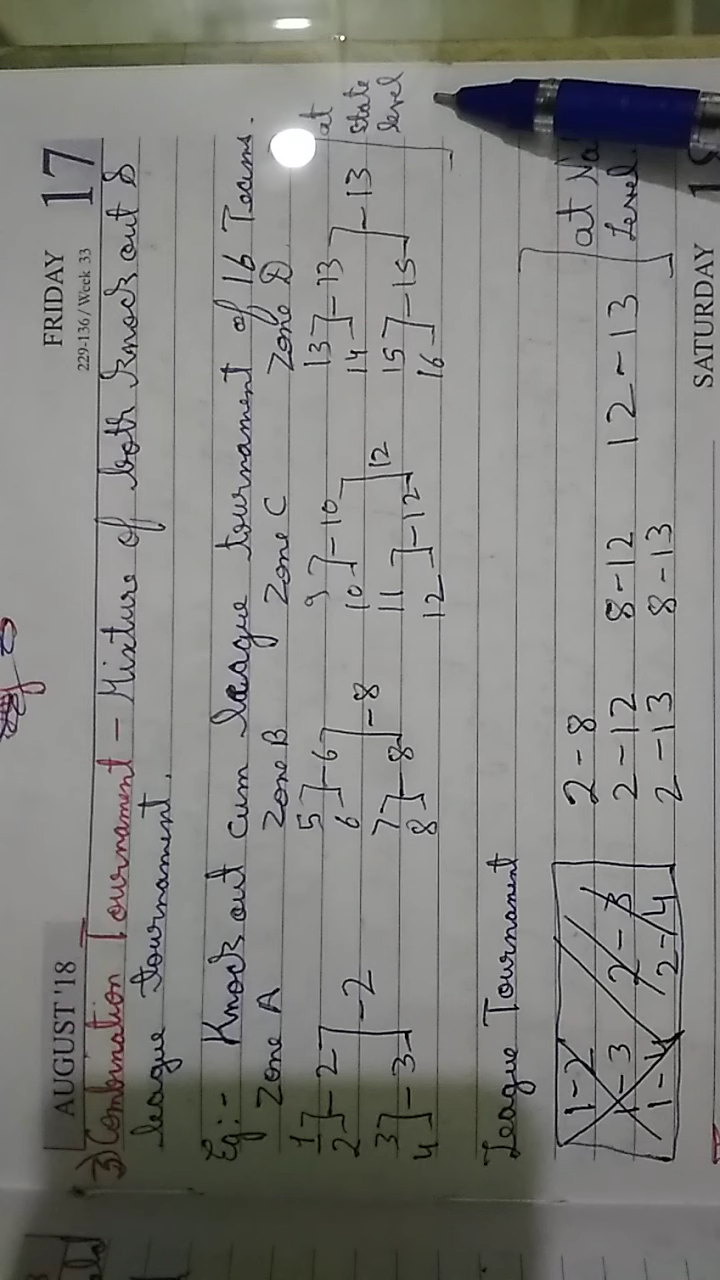 AUGUST '18 FRIDAY 17
229-136/Week 33
3) Combination Tournament - Mixture of both knock out &
league tournament.
Eg:- Knock out cum league tournament of 16 Teams.
Zone A Zone B Zone C Zone D
1 ]-2 5 ]-6 9 ]-10 13 ]-13 at
2 6 10 14
-2 -8 12 -13 State
3 ]-3 7 ]-8 11 ]-12 15 ]-15 level
4 8 12 16
League Tournament
1-2 2-8 at Na
1-3 2-3 2-12 8-12 12-13 Level.
1-4 2-4 2-13 8-13
SATURDAY